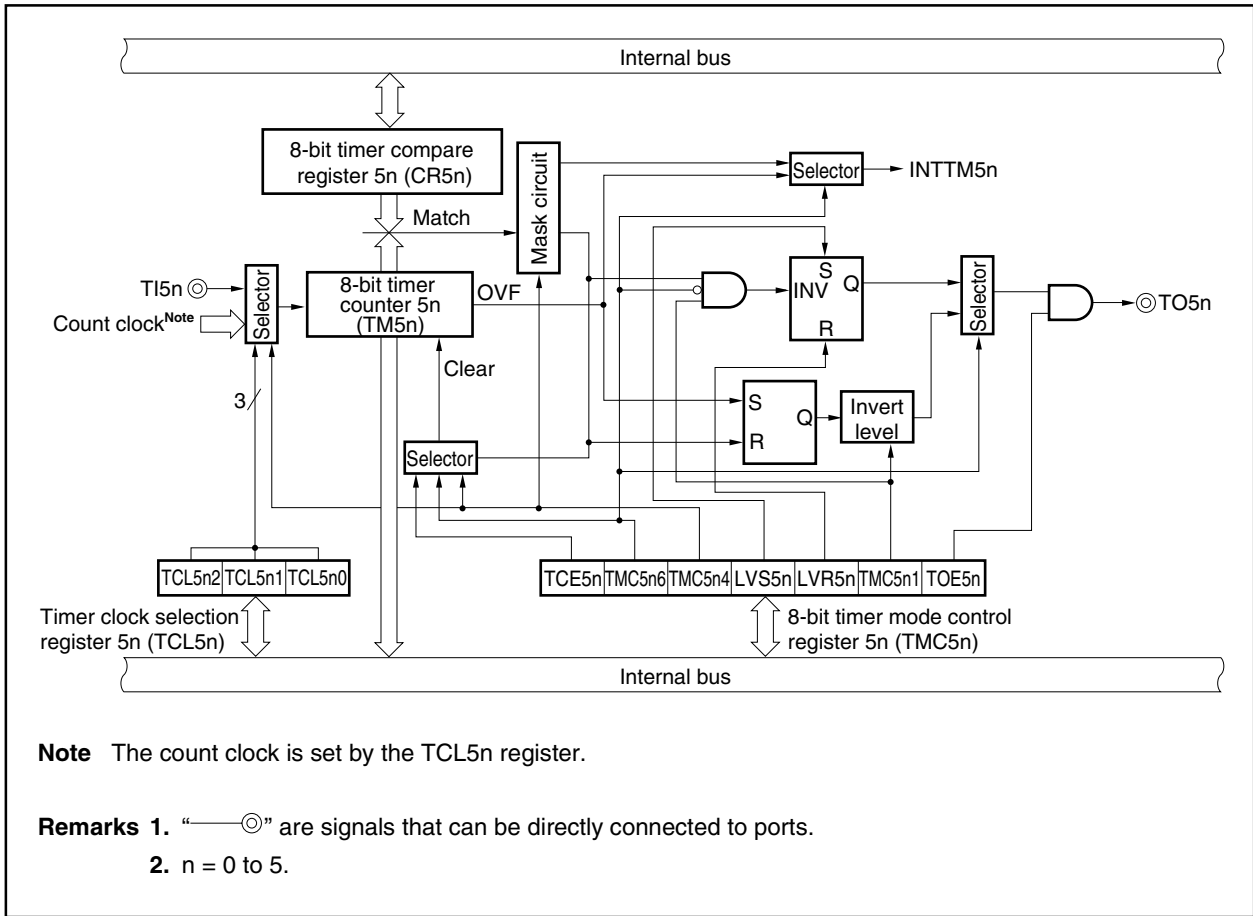 Internal bus
8-bit timer compare
register 5n (CR5n)
Match
Mask circuit
Selector
INTTM5n
TI5n
Count clockNote
Selector
8-bit timer
counter 5n
(TM5n)
OVF
Clear
3
Selector
S
INV
Q
R
S
R
Q
Invert
level
Selector
TO5n
TCL5n2 TCL5n1 TCL5n0
Timer clock selection
register 5n (TCL5n)
TCE5n TMC5n6 TMC5n4 LVS5n LVR5n TMC5n1 TOE5n
8-bit timer mode control
register 5n (TMC5n)
Internal bus
Note The count clock is set by the TCL5n register.
Remarks 1. “——◎” are signals that can be directly connected to ports.
2. n = 0 to 5.